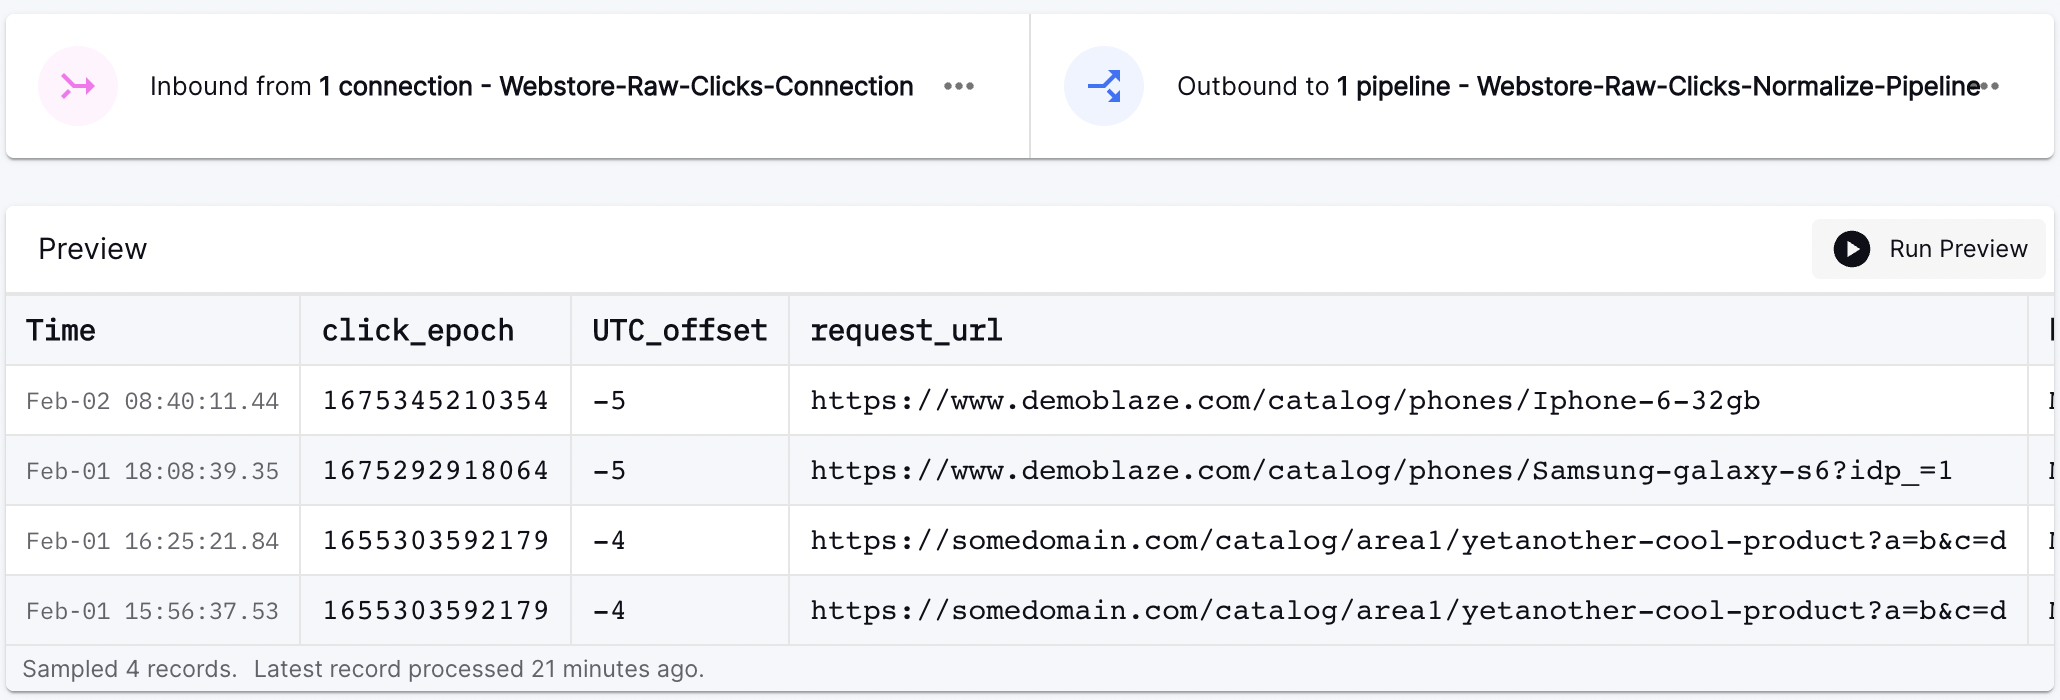 Inbound from 1 connection - Webstore-Raw-Clicks-Connection
Outbound to 1 pipeline - Webstore-Raw-Clicks-Normalize-Pipeline
Preview
Run Preview
Time click_epoch UTC_offset request_url
Feb-02 08:40:11.44 1675345210354 -5 https://www.demoblaze.com/catalog/phones/Iphone-6-32gb
Feb-01 18:08:39.35 1675292918064 -5 https://www.demoblaze.com/catalog/phones/Samsung-galaxy-s6?idp_=1
Feb-01 16:25:21.84 1655303592179 -4 https://somedomain.com/catalog/area1/yetanother-cool-product?a=b&c=d
Feb-01 15:56:37.53 1655303592179 -4 https://somedomain.com/catalog/area1/yetanother-cool-product?a=b&c=d
Sampled 4 records. Latest record processed 21 minutes ago.